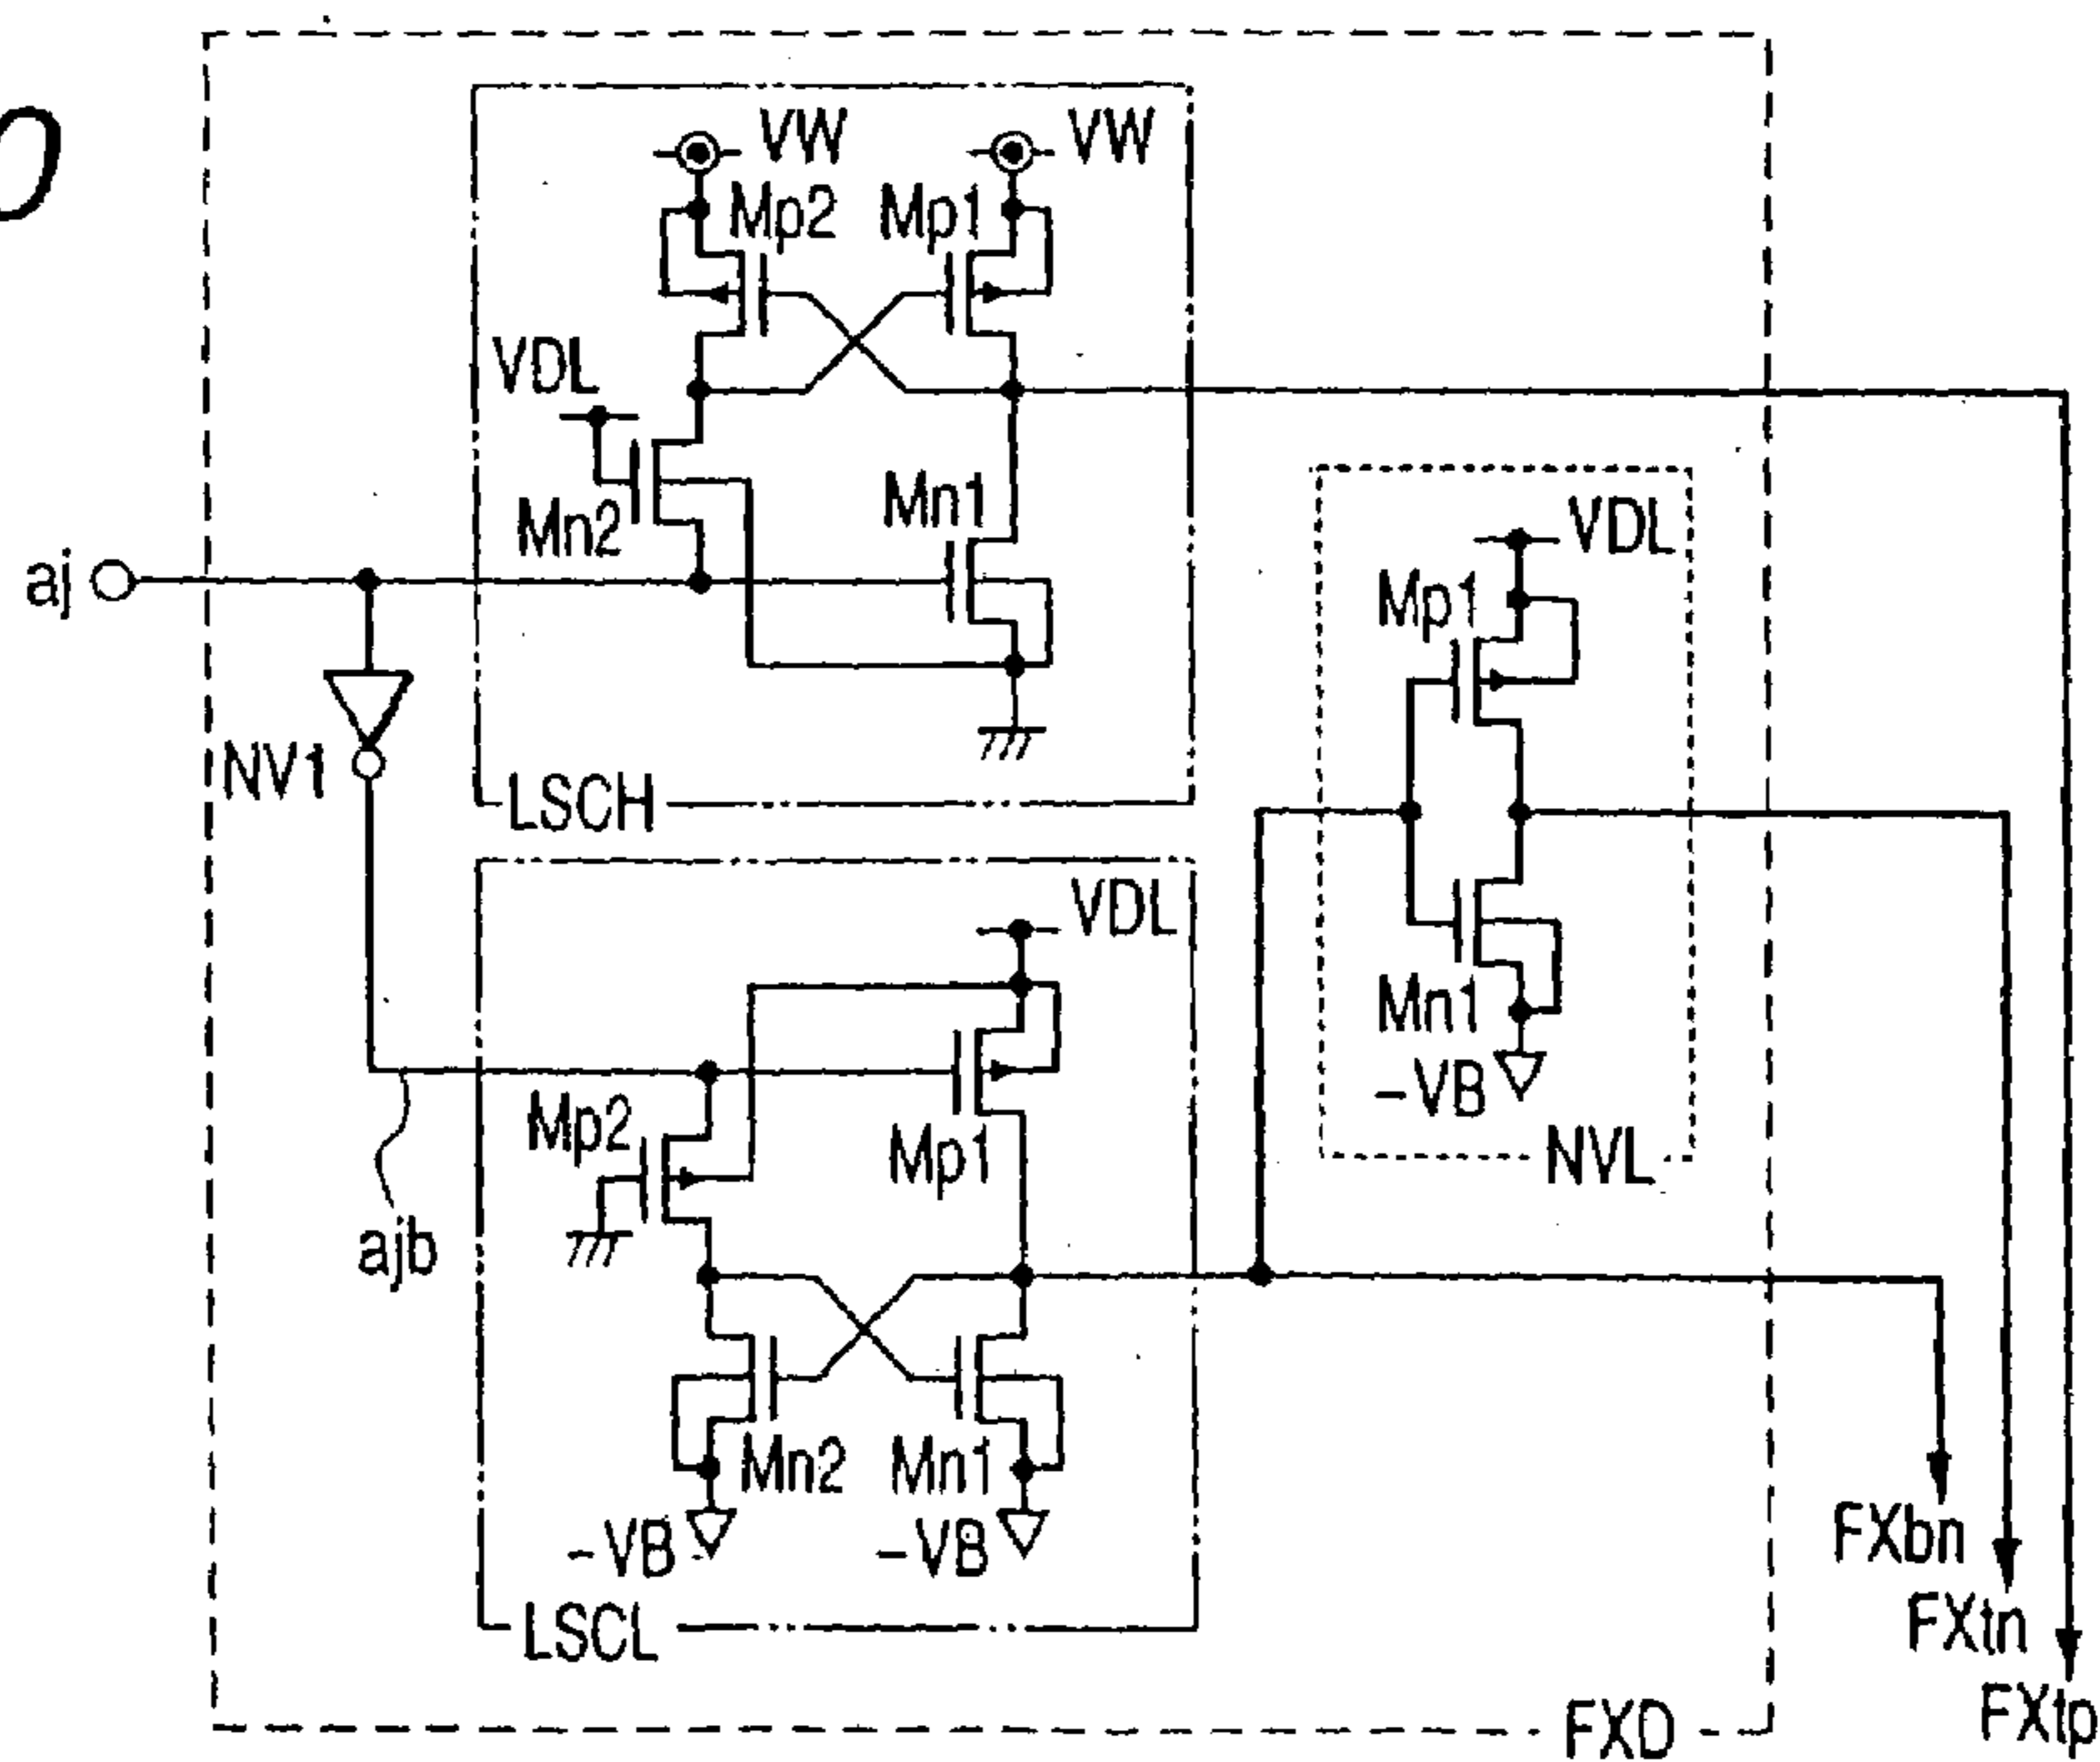 VW
VW
Mp2
Mp1
VDL
Mn2
Mn1
aj
NV1
LSCH
VDL
Mp1
Mn1
-VB
NVL
VDL
Mp2
Mp1
ajb
Mn2
Mn1
-VB
-VB
LSCL
FXbn
FXtn
FXtp
FXD